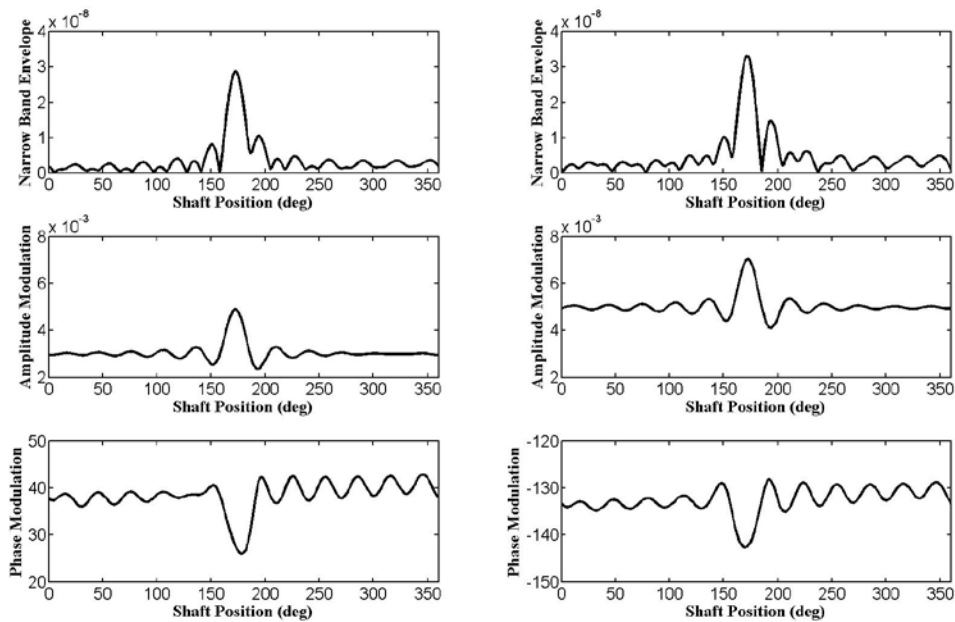 x 10^-8
4
3
2
1
0
Narrow Band Envelope
0 50 100 150 200 250 300 350
Shaft Position (deg)
x 10^-8
4
3
2
1
0
Narrow Band Envelope
0 50 100 150 200 250 300 350
Shaft Position (deg)
x 10^-3
8
6
4
2
Amplitude Modulation
0 50 100 150 200 250 300 350
Shaft Position (deg)
x 10^-3
8
6
4
2
Amplitude Modulation
0 50 100 150 200 250 300 350
Shaft Position (deg)
50
40
30
20
Phase Modulation
0 50 100 150 200 250 300 350
Shaft Position (deg)
-120
-130
-140
-150
Phase Modulation
0 50 100 150 200 250 300 350
Shaft Position (deg)